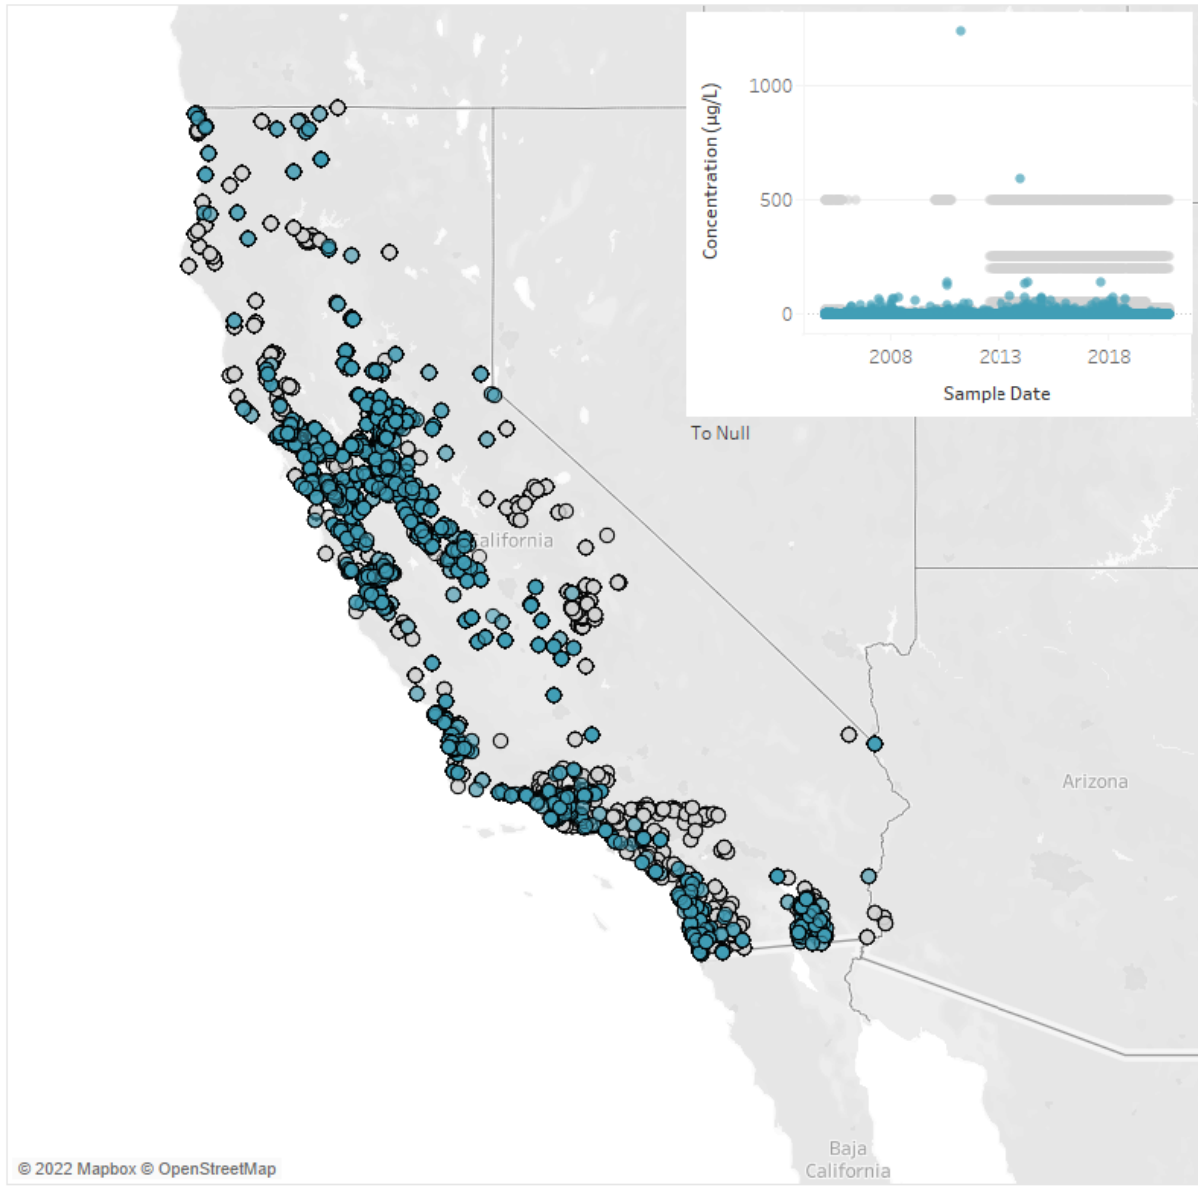 Concentration (µg/L)
1000
500
0
2008 2013 2018
Sample Date
To Null
California
Arizona
Baja
California
© 2022 Mapbox © OpenStreetMap